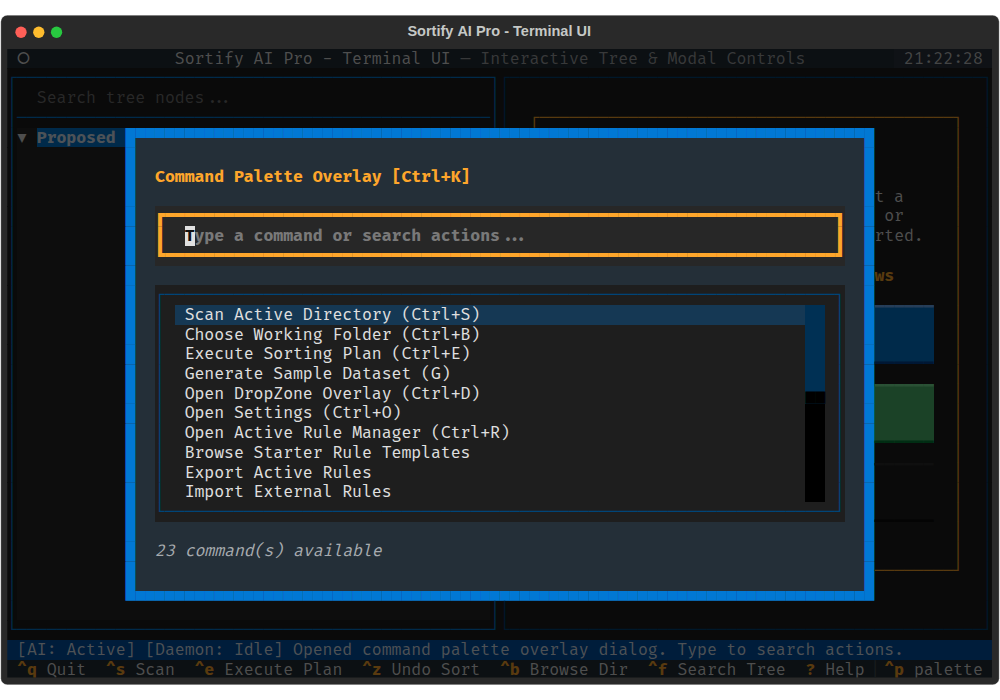 Sortify AI Pro - Terminal UI
Sortify AI Pro - Terminal UI — Interactive Tree & Modal Controls 21:22:28
Search tree nodes...
▼ Proposed
Command Palette Overlay [Ctrl+K]
t a
Type a command or search actions...
or
rted.
ws
Scan Active Directory (Ctrl+S)
Choose Working Folder (Ctrl+B)
Execute Sorting Plan (Ctrl+E)
Generate Sample Dataset (G)
Open DropZone Overlay (Ctrl+D)
Open Settings (Ctrl+O)
Open Active Rule Manager (Ctrl+R)
Browse Starter Rule Templates
Export Active Rules
Import External Rules
23 command(s) available
[AI: Active] [Daemon: Idle] Opened command palette overlay dialog. Type to search actions.
^q Quit ^s Scan ^e Execute Plan ^z Undo Sort ^b Browse Dir ^f Search Tree ? Help ^p palette